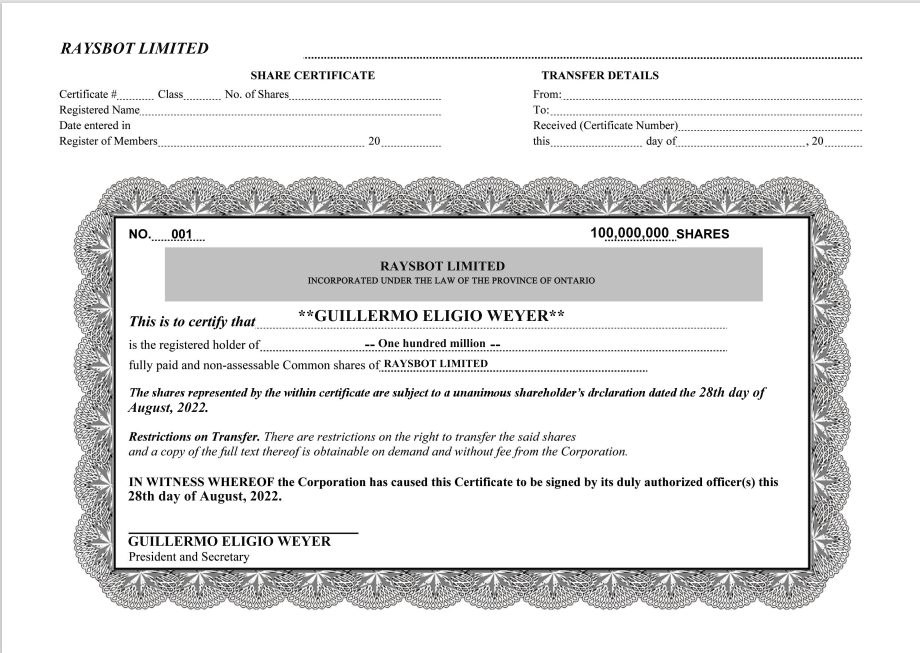 RAYSBOT LIMITED
SHARE CERTIFICATE
Certificate # Class No. of Shares
Registered Name
Date entered in
Register of Members 20
TRANSFER DETAILS
From:
To:
Received (Certificate Number)
this day of , 20
NO. 001
100,000,000 SHARES
RAYSBOT LIMITED
INCORPORATED UNDER THE LAW OF THE PROVINCE OF ONTARIO
This is to certify that **GUILLERMO ELIGIO WEYER**
is the registered holder of -- One hundred million --
fully paid and non-assessable Common shares of RAYSBOT LIMITED
The shares represented by the within certificate are subject to a unanimous shareholder's drclaration dated the 28th day of
August, 2022.
Restrictions on Transfer. There are restrictions on the right to transfer the said shares
and a copy of the full text thereof is obtainable on demand and without fee from the Corporation.
IN WITNESS WHEREOF the Corporation has caused this Certificate to be signed by its duly authorized officer(s) this
28th day of August, 2022.
GUILLERMO ELIGIO WEYER
President and Secretary